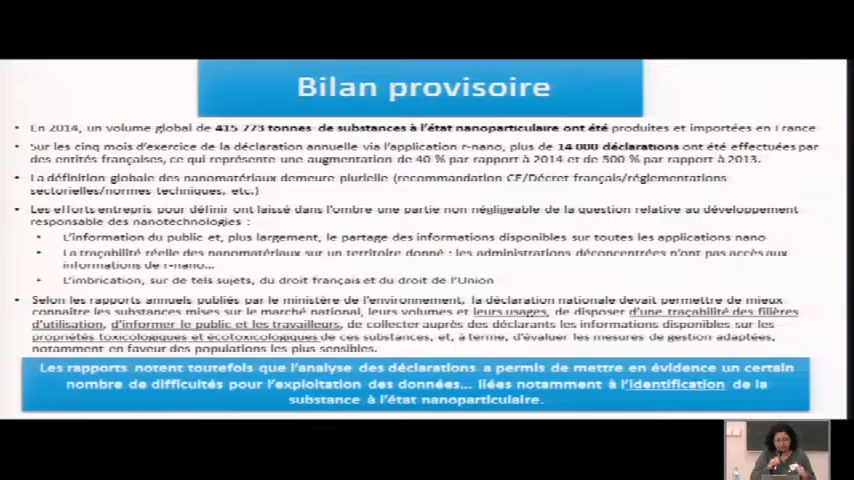 Bilan provisoire
• En 2014, un volume global de 415 773 tonnes de substances à l'état nanoparticulaire ont été produites et importées en France
• Sur les cinq mois d'exercice de la déclaration annuelle via l'application r-nano, plus de 14 000 déclarations ont été effectuées par
des entités françaises, ce qui représente une augmentation de 40 % par rapport à 2014 et de 500 % par rapport à 2013.
• La définition globale des nanomatériaux demeure plurielle (recommandation CE/Décret français/réglementations
sectorielles/normes techniques, etc.)
• Les efforts entrepris pour définir ont laissé dans l'ombre une partie non négligeable de la question relative au développement
responsable des nanotechnologies :
• L'information du public et, plus largement, le partage des informations disponibles sur toutes les applications nano
• La traçabilité réelle des nanomatériaux sur un territoire donné : les administrations déconcentrées n'ont pas accès aux
informations de r-nano...
• L'imbrication, sur de tels sujets, du droit français et du droit de l'Union
• Selon les rapports annuels publiés par le ministère de l'environnement, la déclaration nationale devait permettre de mieux
connaître les substances mises sur le marché national, leurs volumes et leurs usages, de disposer d'une traçabilité des filières
d'utilisation, d'informer le public et les travailleurs, de collecter auprès des déclarants les informations disponibles sur les
propriétés toxicologiques et écotoxicologiques de ces substances, et, à terme, d'évaluer les mesures de gestion adaptées,
notamment en faveur des populations les plus sensibles.
Les rapports notent toutefois que l'analyse des déclarations a permis de mettre en évidence un certain
nombre de difficultés pour l'exploitation des données... liées notamment à l'identification de la
substance à l'état nanoparticulaire.